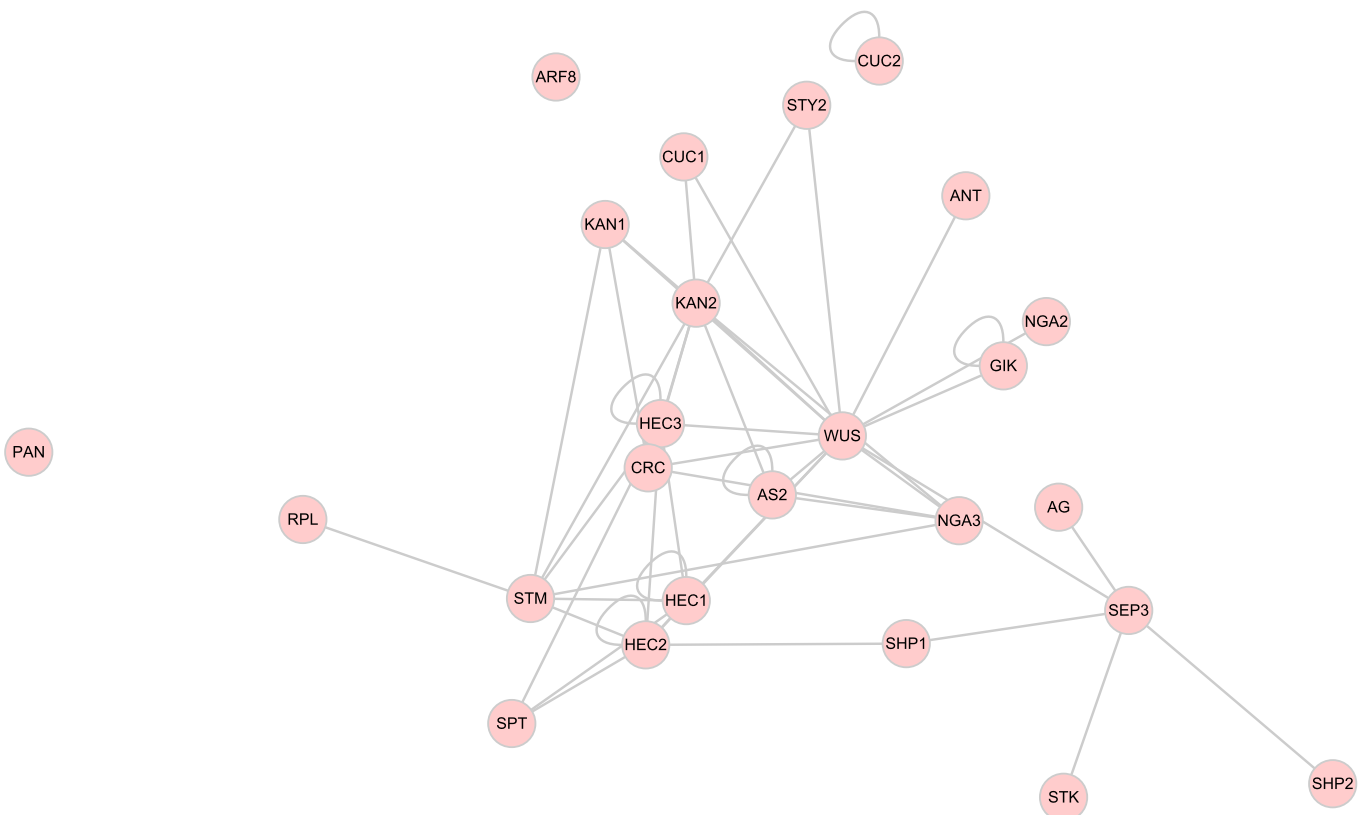 CUC2
ARF8
STY2
CUC1
ANT
KAN1
KAN2
NGA2
GIK
HEC3
WUS
PAN
CRC
AS2
AG
RPL
NGA3
STM
HEC1
SEP3
HEC2
SHP1
SPT
SHP2
STK